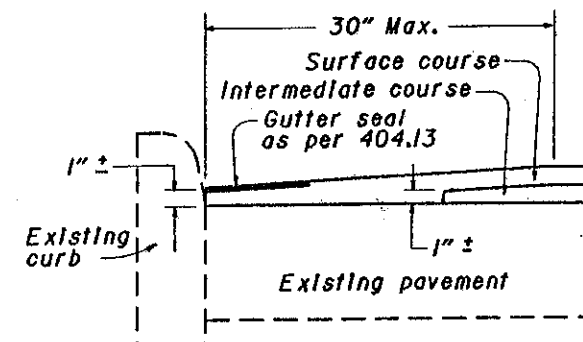 30" Max.
Surface course
Intermediate course
Gutter seal
as per 404.13
1" ±
Existing
curb
1" ±
Existing pavement